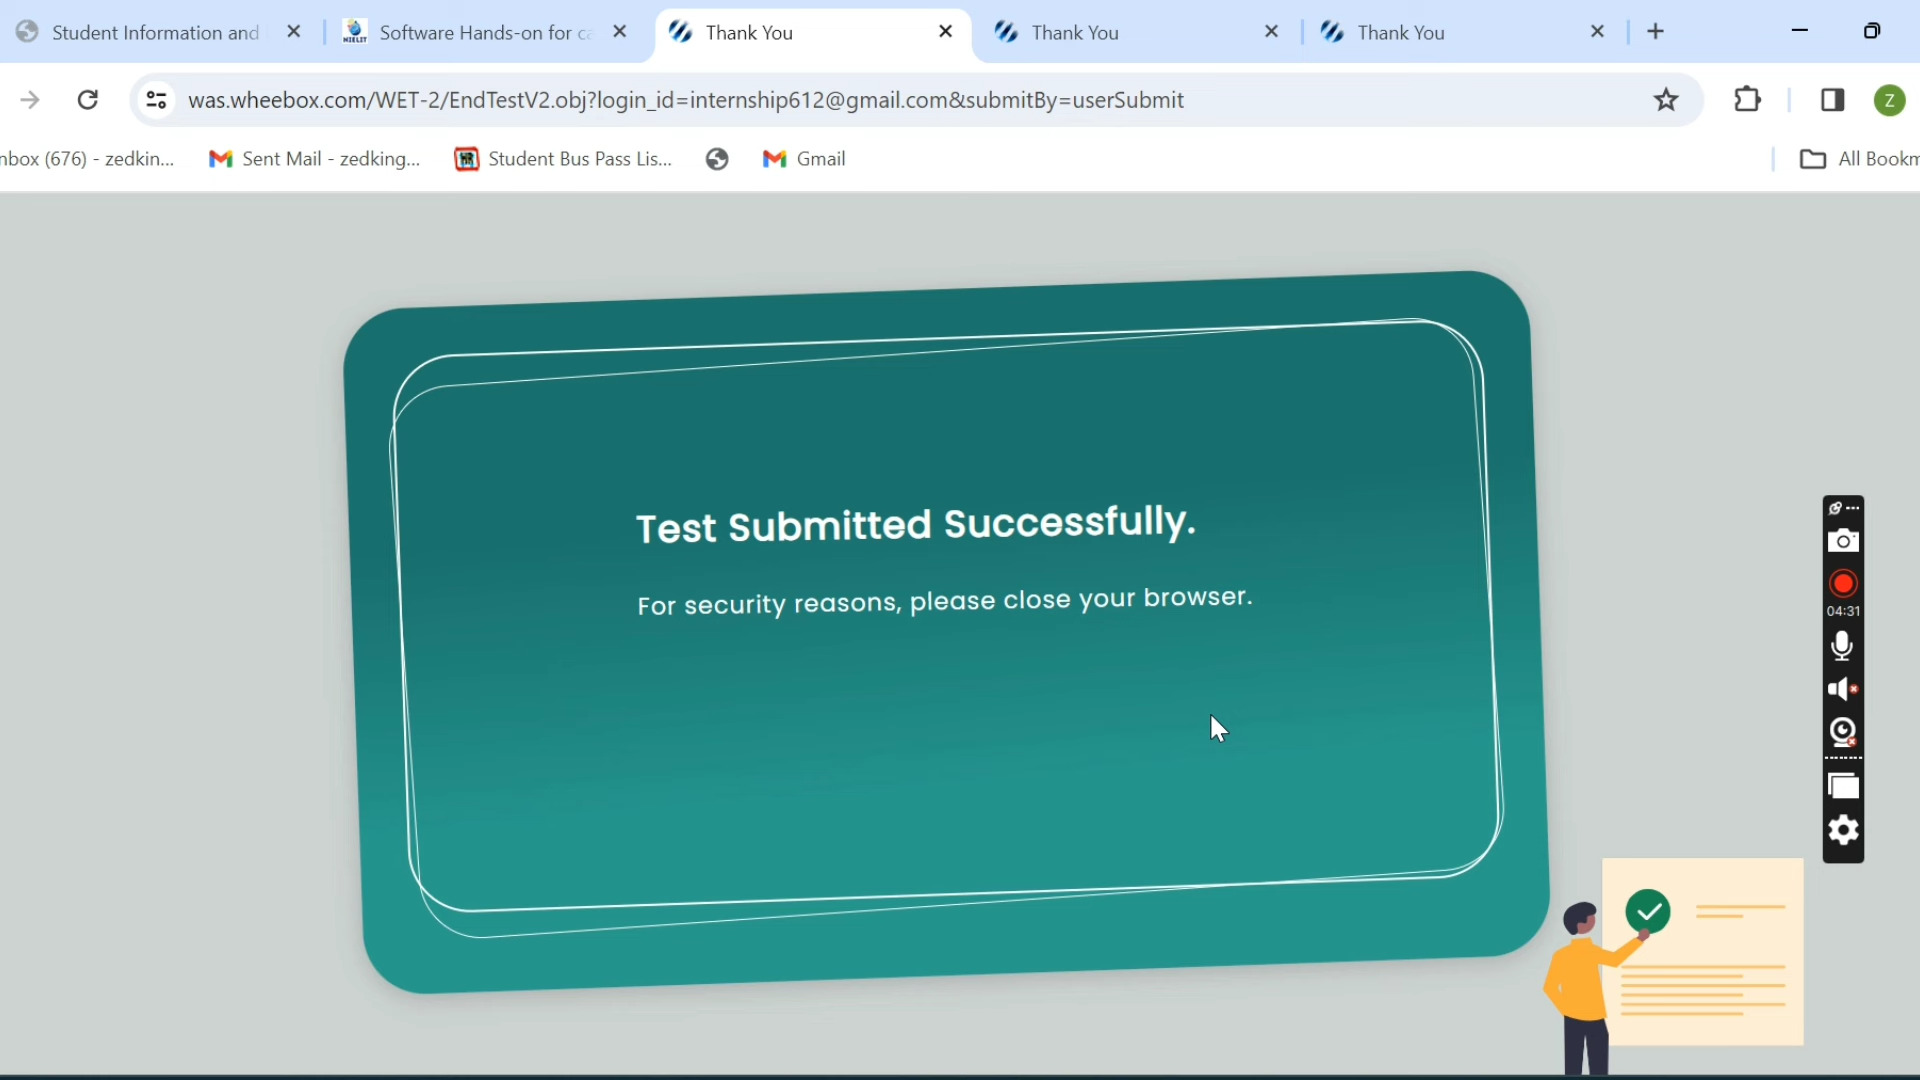 Student Information and
Software Hands-on for ca
Thank You
Thank You
Thank You
was.wheebox.com/WET-2/EndTestV2.obj?login_id=internship612@gmail.com&submitBy=userSubmit
Z
nbox (676) - zedkin...
Sent Mail - zedking...
Student Bus Pass Lis...
Gmail
All Bookm
Test Submitted Successfully.
For security reasons, please close your browser.
04:31